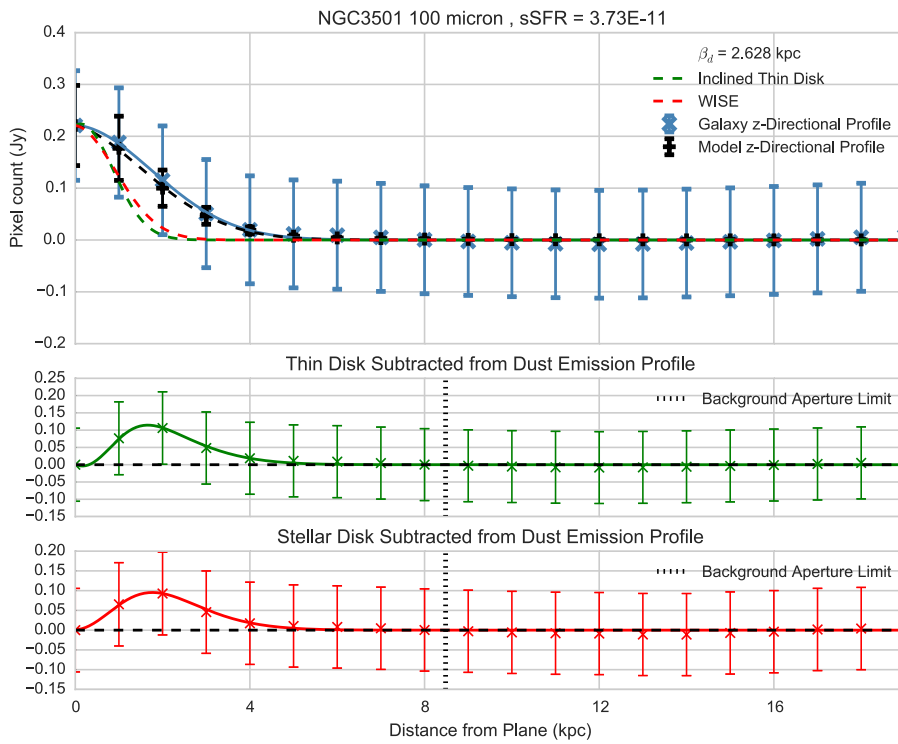 NGC3501 100 micron , sSFR = 3.73E-11
0.4
0.3
0.2
0.1
0.0
−0.1
−0.2
Pixel count (Jy)
β_d = 2.628 kpc
Inclined Thin Disk
WISE
Galaxy z-Directional Profile
Model z-Directional Profile
0
4
8
12
16
Thin Disk Subtracted from Dust Emission Profile
0.25
0.20
0.15
0.10
0.05
0.00
−0.05
−0.10
−0.15
Background Aperture Limit
Stellar Disk Subtracted from Dust Emission Profile
0.20
0.15
0.10
0.05
0.00
−0.05
−0.10
−0.15
Background Aperture Limit
0
4
8
12
16
Distance from Plane (kpc)